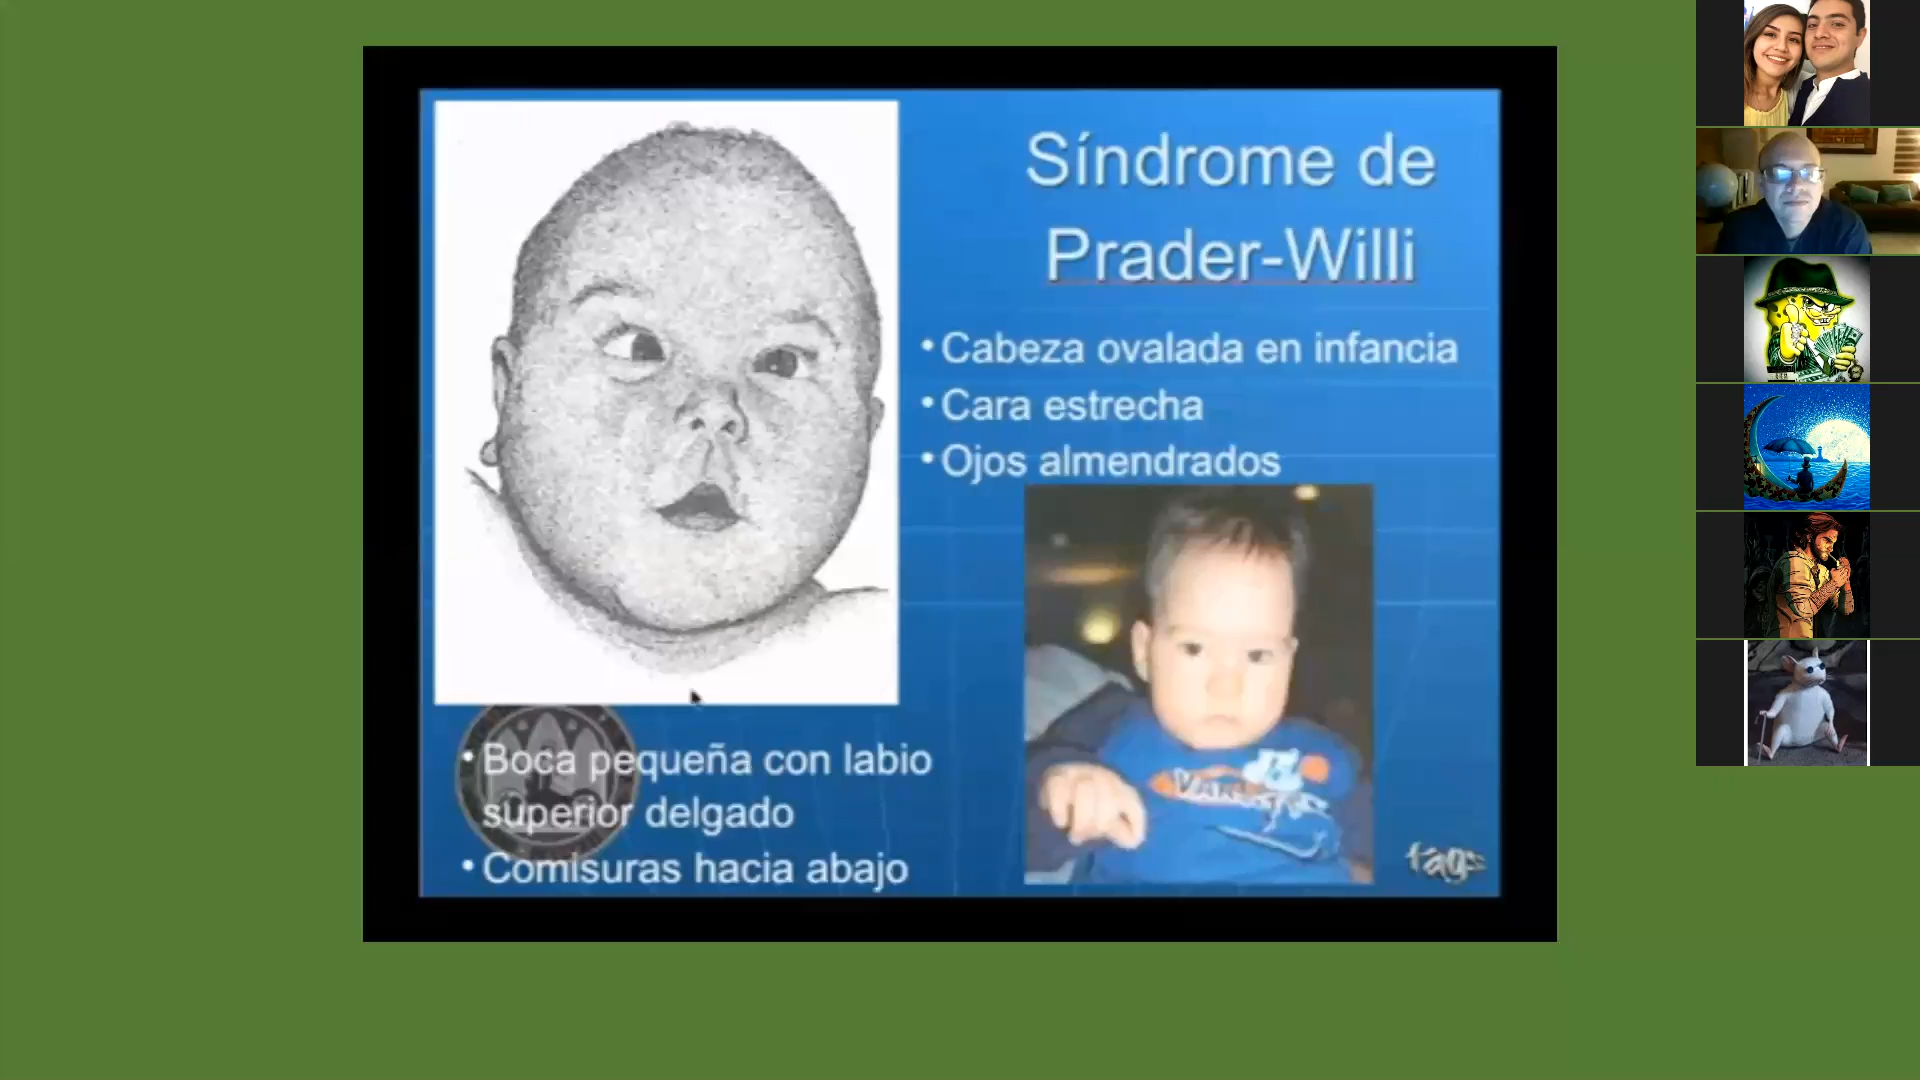 Síndrome de
Prader-Willi
• Cabeza ovalada en infancia
• Cara estrecha
• Ojos almendrados
• Boca pequeña con labio
superior delgado
• Comisuras hacia abajo
fags